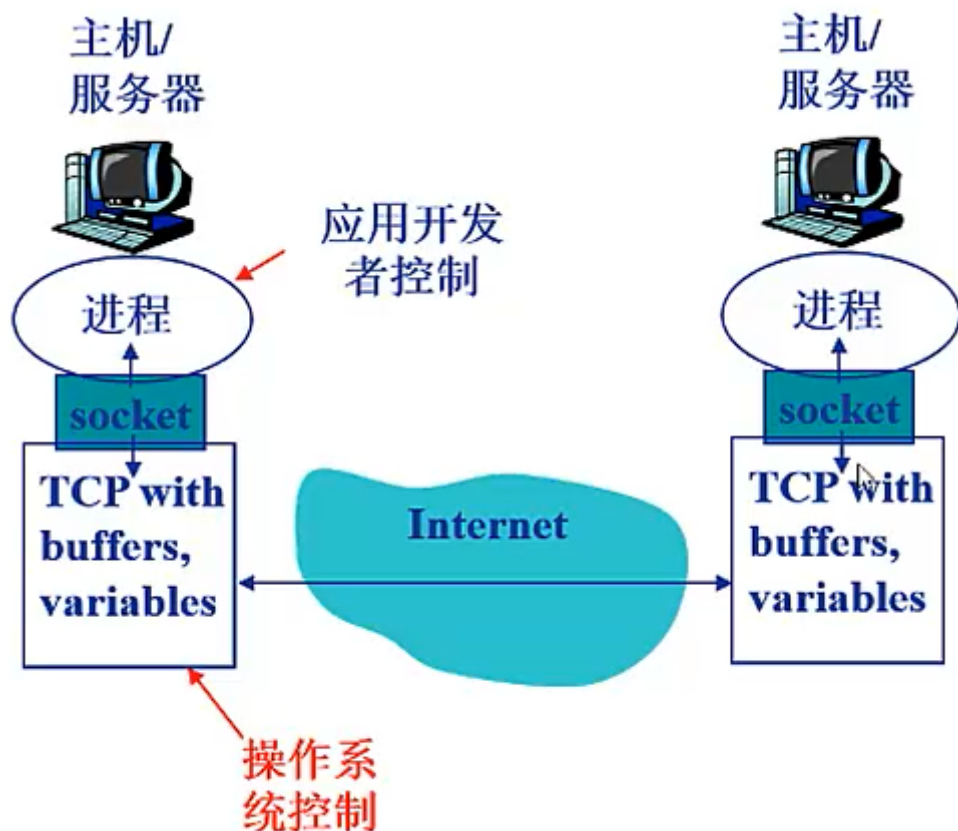 主机/
服务器
主机/
服务器
应用开发
者控制
进程
进程
socket
socket
TCP with
buffers,
variables
Internet
TCP with
buffers,
variables
操作系
统控制